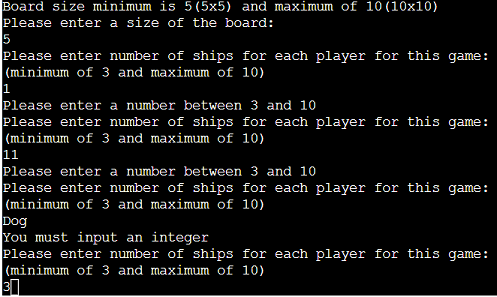 Board size minimum is 5(5x5) and maximum of 10(10x10)
Please enter a size of the board:
5
Please enter number of ships for each player for this game:
(minimum of 3 and maximum of 10)
1
Please enter a number between 3 and 10
Please enter number of ships for each player for this game:
(minimum of 3 and maximum of 10)
11
Please enter a number between 3 and 10
Please enter number of ships for each player for this game:
(minimum of 3 and maximum of 10)
Dog
You must input an integer
Please enter number of ships for each player for this game:
(minimum of 3 and maximum of 10)
3